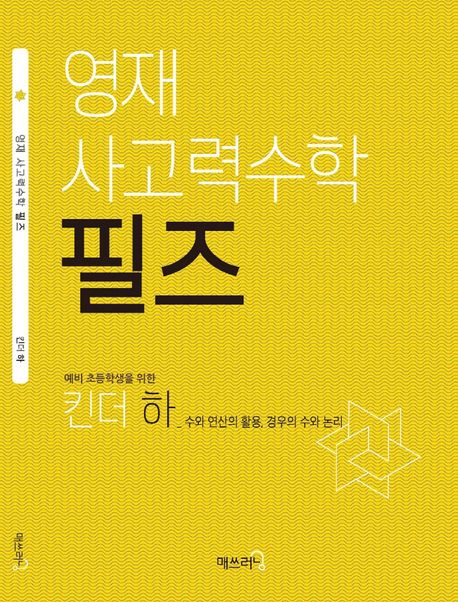 영재
사고력수학
필즈
예비 초등학생을 위한
킨더 하_ 수와 연산의 활용, 경우의 수와 논리
매쓰러닝
영재 사고력수학 필즈
킨더 하
매쓰러닝